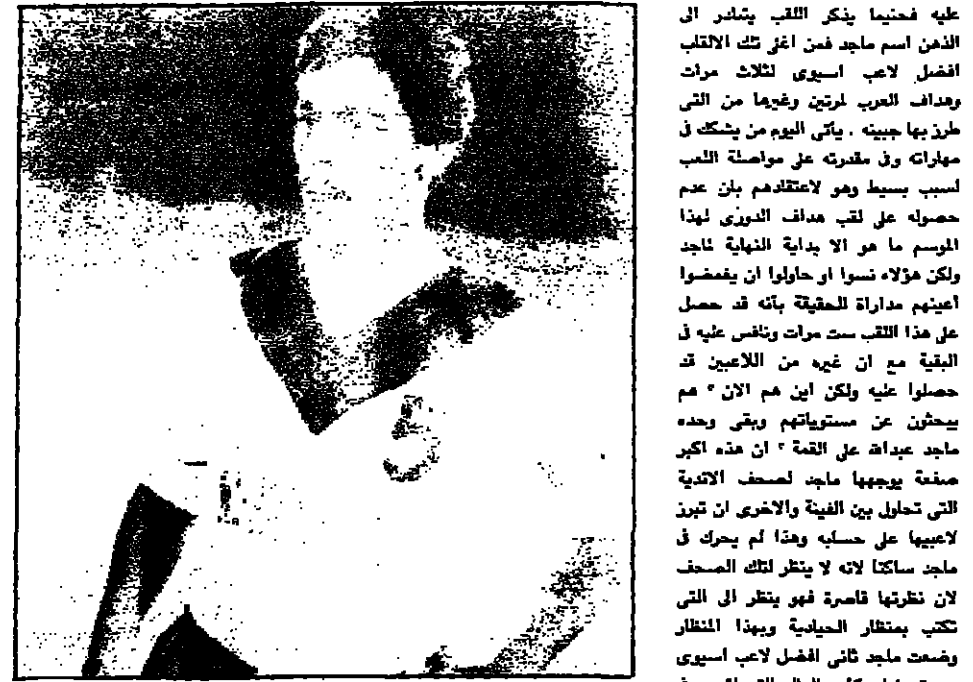 عليه فحنيما يذكر اللقب يتبادر الى
الذهن اسم ماجد فمن اغلى تلك الالقاب
افضل لاعب اسيوى لثلاث مرات
وهداف العرب لمرتين وغيرها من التى
طرز بها جبينه . يأتى اليوم من يشكك فى
مهاراته وفى مقدرته على مواصلة اللعب
لسبب بسيط وهو لاعتقادهم بان عدم
حصوله على لقب هداف الدورى لهذا
الموسم ما هو الا بداية النهاية لماجد
ولكن هؤلاء نسوا او حاولوا ان يغمضوا
أعينهم مداراة للحقيقة بأنه قد حصل
على هذا اللقب ست مرات ونافس عليه فى
البقية مع ان غيره من اللاعبين قد
حصلوا عليه ولكن اين هم الان ؟ هم
يبحثون عن مستوياتهم وبقى وحده
ماجد عبدالله على القمة ؟ ان هذه اكبر
صفعة يوجهها ماجد لصحف الاندية
التى تحاول بين الفينة والاخرى ان تبرز
لاعبيها على حسابه وهذا لم يحرك فى
ماجد ساكنا لانه لا ينظر لتلك الصحف
لان نظرتها قاصرة فهو ينظر الى التى
تكتب بمنظار الحيادية وبهذا المنظار
وضعت ماجد ثانى افضل لاعب اسيوى